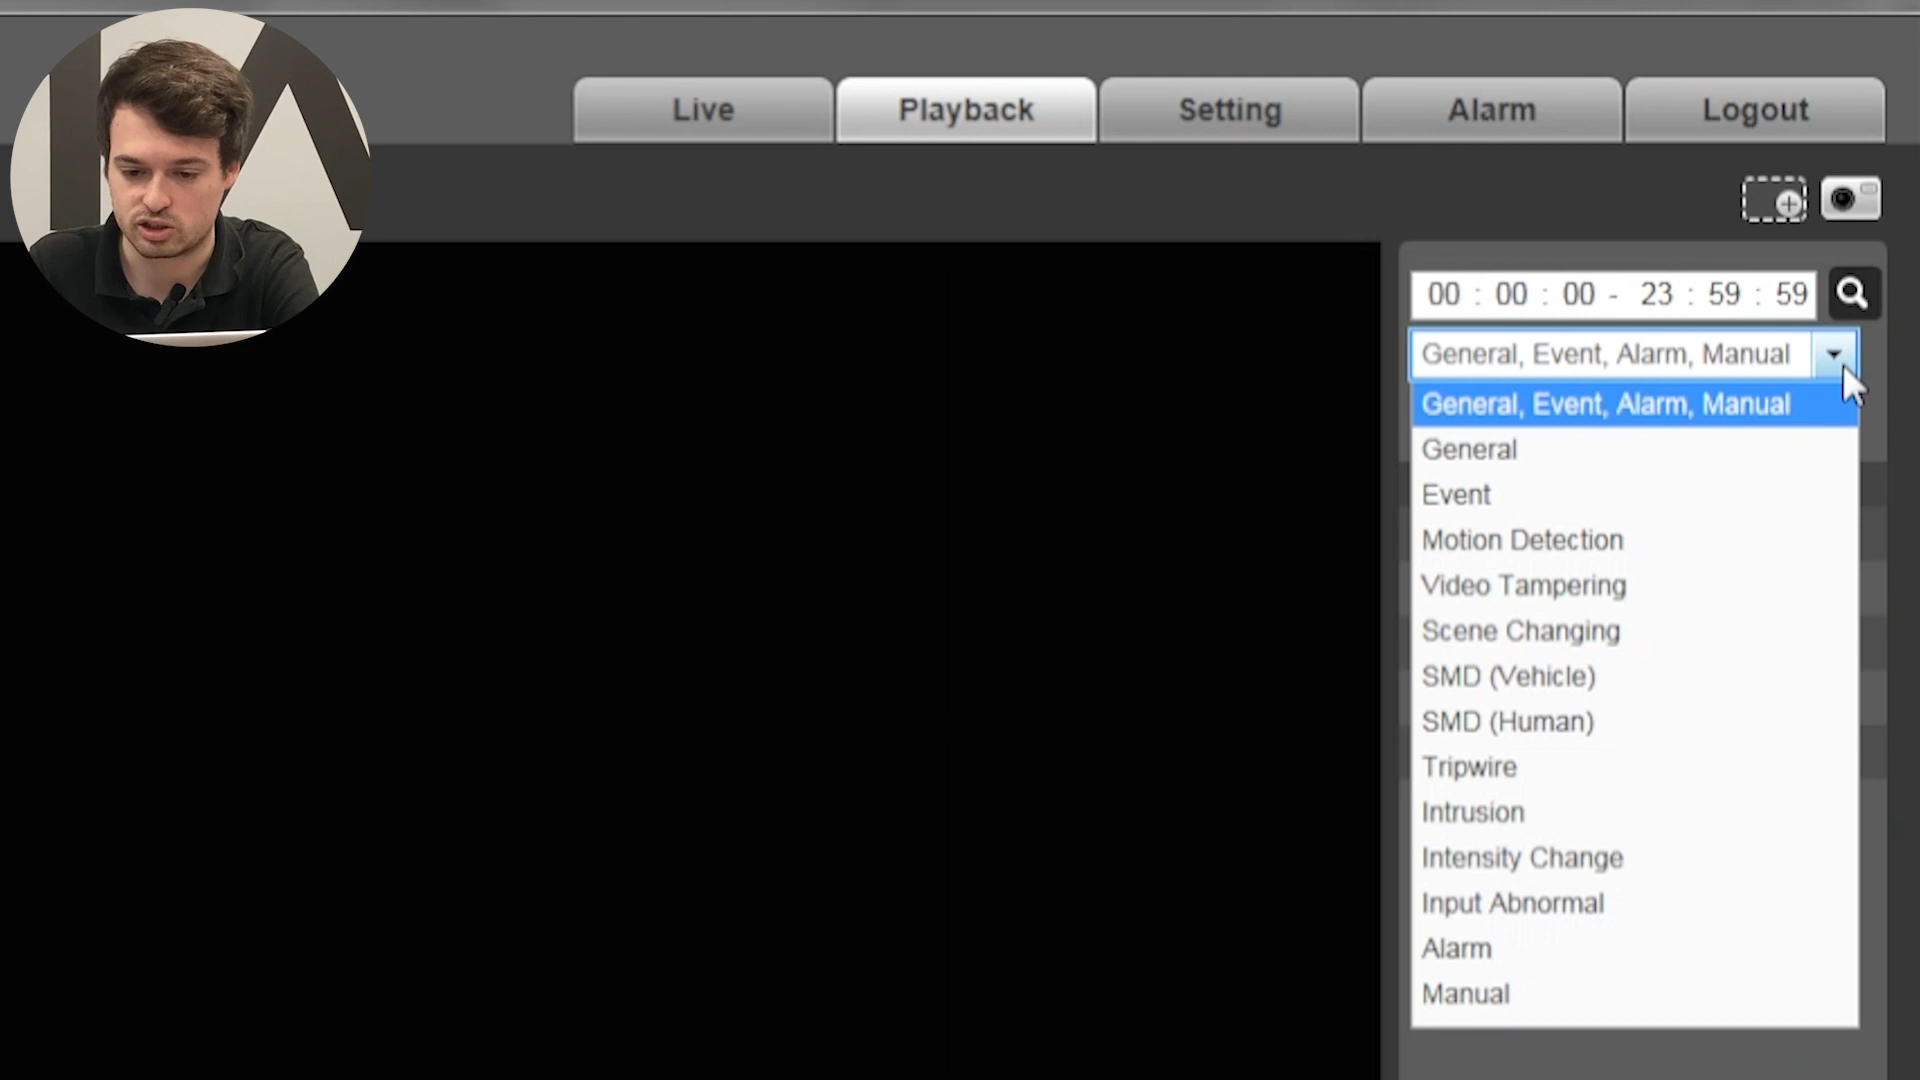 Live
Playback
Setting
Alarm
Logout
00 : 00 : 00 - 23 : 59 : 59
General, Event, Alarm, Manual
General, Event, Alarm, Manual
General
Event
Motion Detection
Video Tampering
Scene Changing
SMD (Vehicle)
SMD (Human)
Tripwire
Intrusion
Intensity Change
Input Abnormal
Alarm
Manual